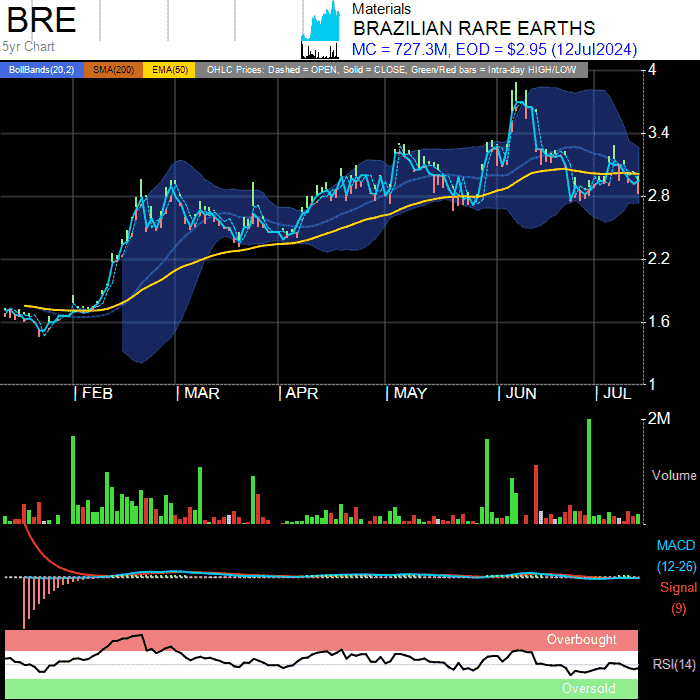 BRE
5yr Chart
Materials
BRAZILIAN RARE EARTHS
MC = 727.3M, EOD = $2.95 (12Jul2024)
BollBands(20,2) SMA(200) EMA(50) OHLC Prices: Dashed = OPEN, Solid = CLOSE, Green/Red bars = Intra-day HIGH/LOW
4
3.4
2.8
2.2
1.6
1
FEB MAR APR MAY JUN JUL
2M
Volume
MACD
(12-26)
Signal
(9)
Overbought
RSI(14)
Oversold